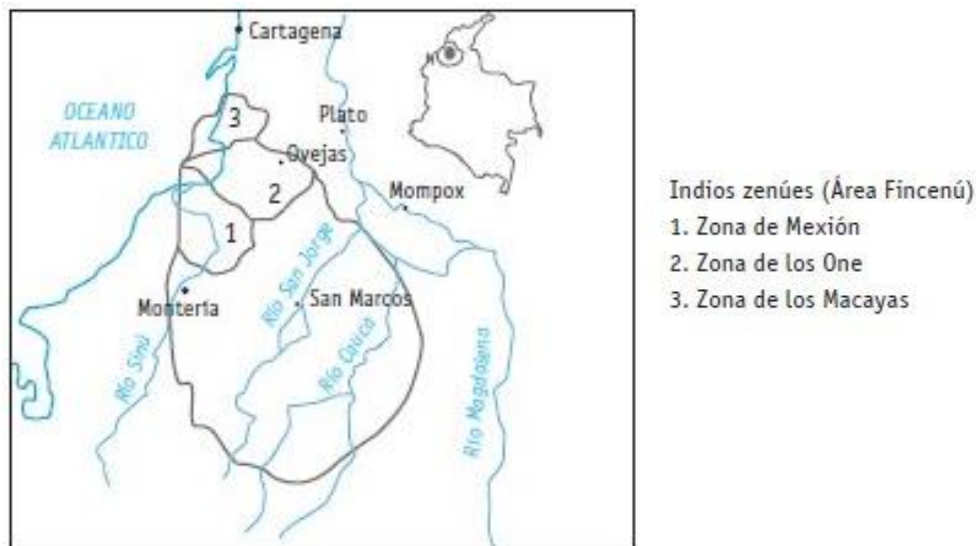 Cartagena
OCEANO
ATLANTICO
3
Plato
Ovejas
2
Mompox
1
Río San Jorge
Montería
San Marcos
Río Sinú
Río Cauca
Río Magdalena
N
Indios zenúes (Área Fincenú)
1. Zona de Mexión
2. Zona de los One
3. Zona de los Macayas